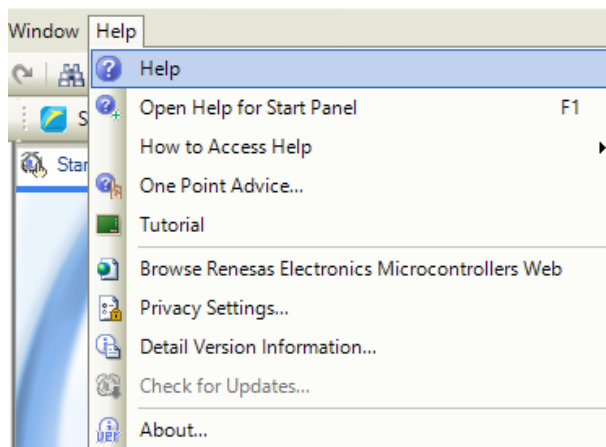 Window Help
Help
Open Help for Start Panel F1
How to Access Help
One Point Advice...
Tutorial
Browse Renesas Electronics Microcontrollers Web
Privacy Settings...
Detail Version Information...
Check for Updates...
About...